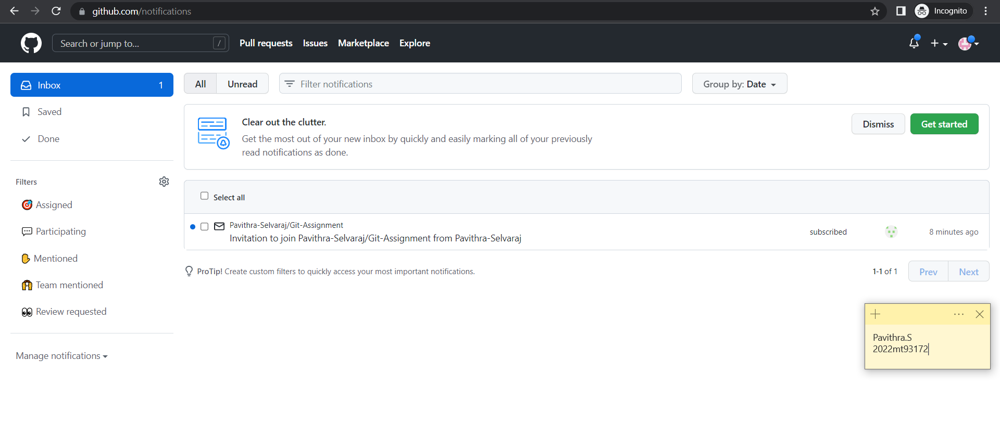 github.com/notifications
Incognito
Search or jump to... /
Pull requests Issues Marketplace Explore
Inbox 1
Saved
Done
Filters
Assigned
Participating
Mentioned
Team mentioned
Review requested
Manage notifications
All Unread
Filter notifications
Group by: Date
Clear out the clutter.
Get the most out of your new inbox by quickly and easily marking all of your previously
read notifications as done.
Dismiss Get started
Select all
Pavithra-Selvaraj/Git-Assignment
Invitation to join Pavithra-Selvaraj/Git-Assignment from Pavithra-Selvaraj
subscribed
8 minutes ago
ProTip! Create custom filters to quickly access your most important notifications.
1-1 of 1
Prev Next
Pavithra.S
2022mt93172